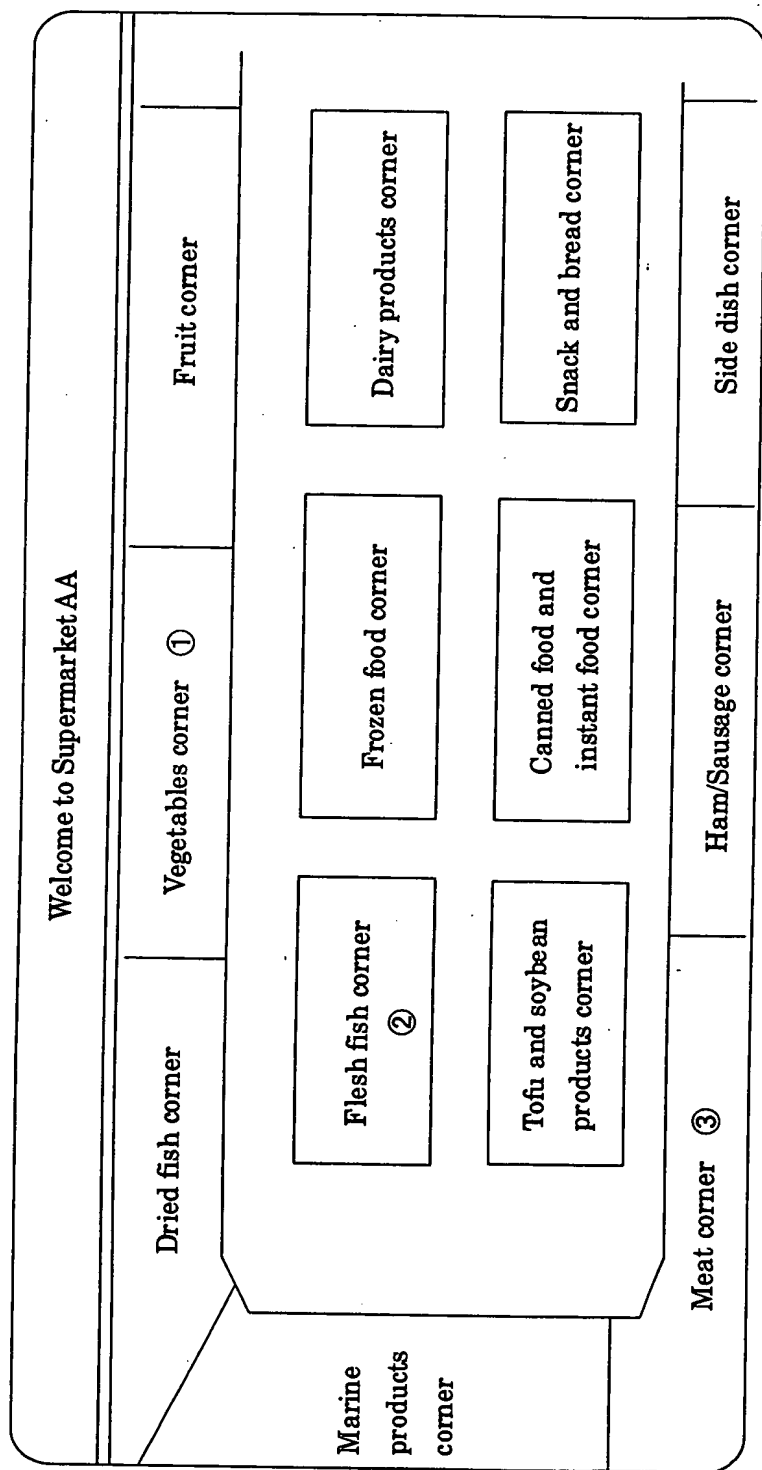 Welcome to Supermarket AA
Dried fish corner
Vegetables corner ①
Fruit corner
Marine
products
corner
Flesh fish corner
②
Frozen food corner
Dairy products corner
Tofu and soybean
products corner
Canned food and
instant food corner
Snack and bread corner
Meat corner ③
Ham/Sausage corner
Side dish corner